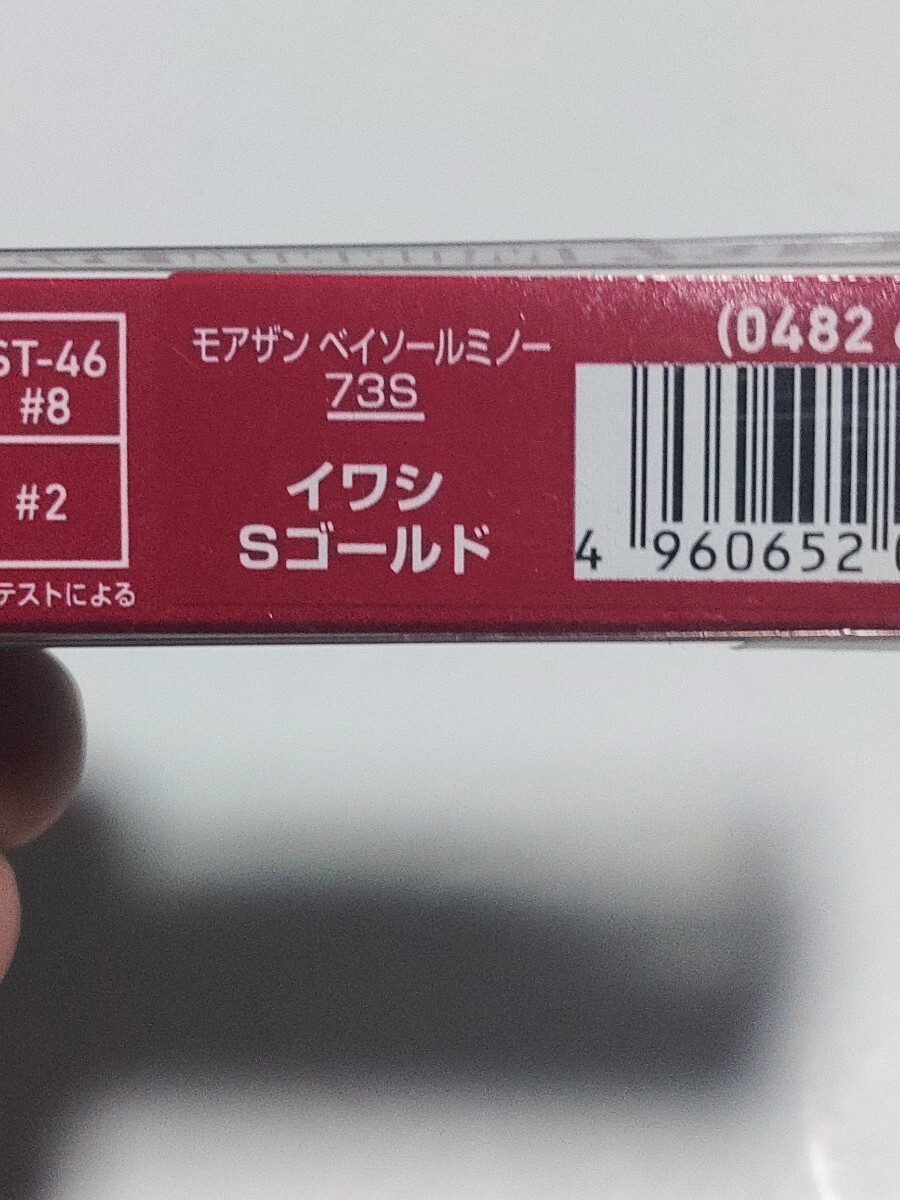 ST-46
#8
#2
テストによる
モアザン ベイソールミノー
73S
イワシ
Sゴールド
(0482
4 960652